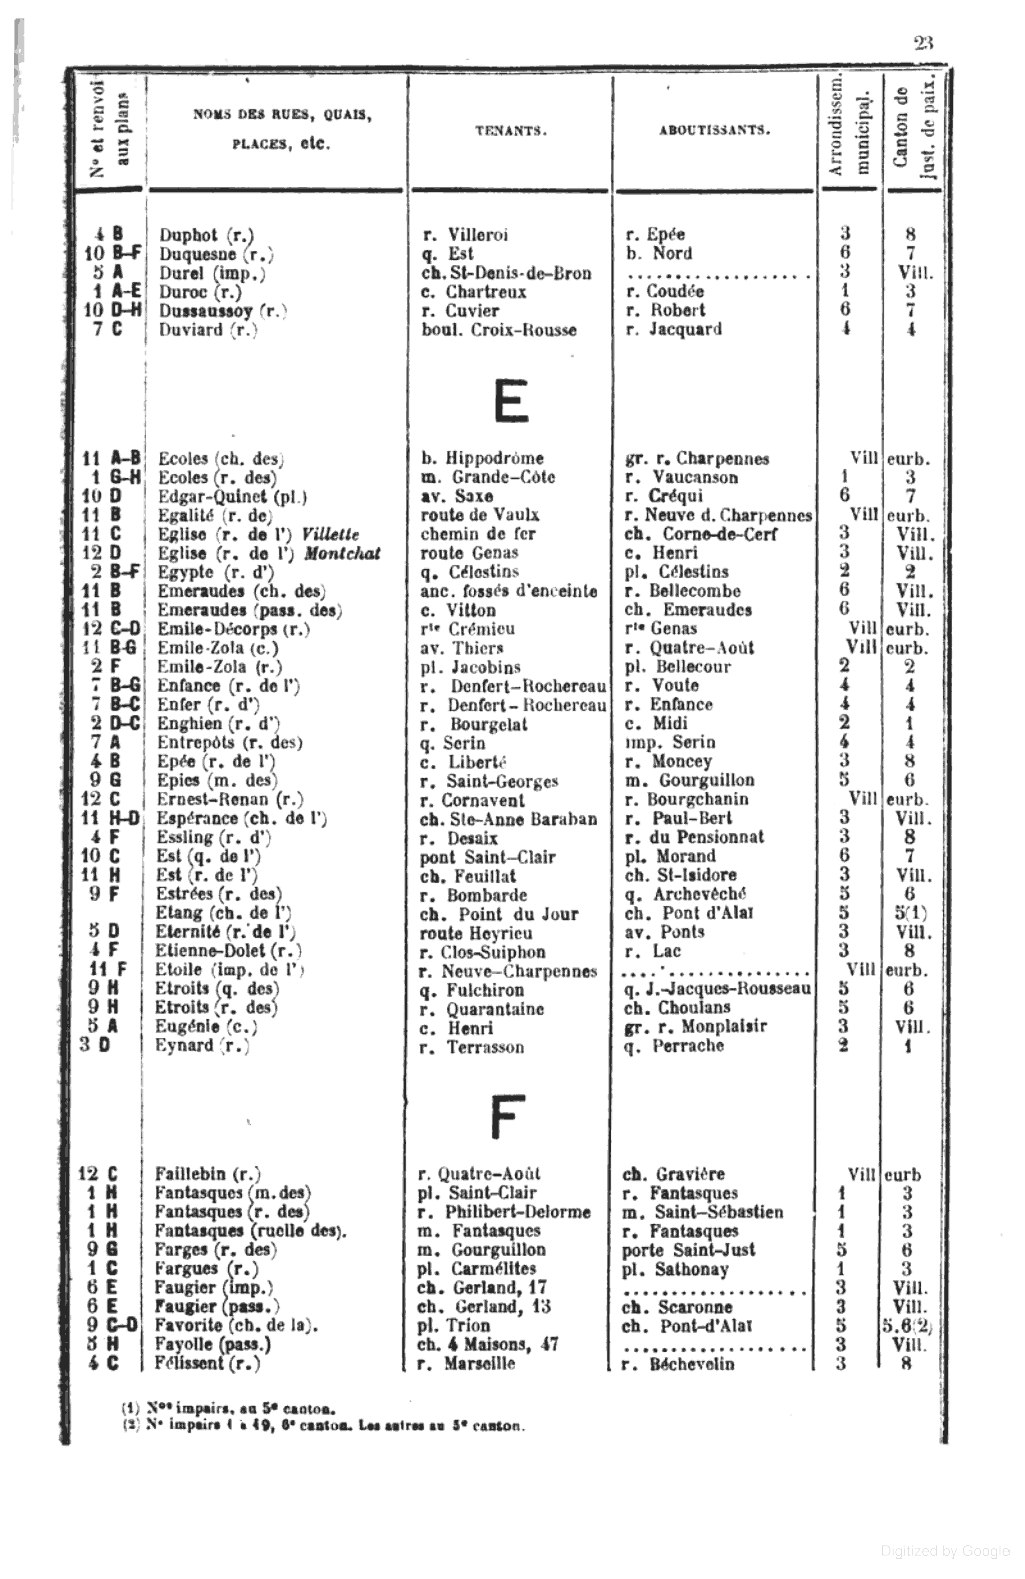 23
Nº et renvoi aux plans | NOMS DES RUES, QUAIS, PLACES, etc. | TENANTS. | ABOUTISSANTS. | Arrondissem. municipal. | Canton de just. de paix.
4 B Duphot (r.) r. Villeroi r. Epée 3 8
10 B-F Duquesne (r.) q. Est b. Nord 6 7
5 A Durel (imp.) ch. St-Denis-de-Bron ................... 3 Vill.
1 A-E Duroc (r.) c. Chartreux r. Coudée 1 3
10 D-H Dussaussoy (r.) r. Cuvier r. Robert 6 7
7 C Duviard (r.) boul. Croix-Rousse r. Jacquard 4 4
E
11 A-B Ecoles (ch. des) b. Hippodrôme gr. r. Charpennes Vill eurb.
1 G-H Ecoles (r. des) m. Grande-Côte r. Vaucanson 1 3
10 D Edgar-Quinet (pl.) av. Saxe r. Créqui 6 7
11 B Egalité (r. de) route de Vaulx r. Neuve d. Charpennes Vill eurb.
11 C Eglise (r. de l') Villette chemin de fer ch. Corne-de-Cerf 3 Vill.
12 D Eglise (r. de l') Montchat route Genas c. Henri 3 Vill.
2 B-F Egypte (r. d') q. Célestins pl. Célestins 2 2
11 B Emeraudes (ch. des) anc. fossés d'enceinte r. Bellecombe 6 Vill.
11 B Emeraudes (pass. des) c. Vitton ch. Emeraudes 6 Vill.
12 C-D Emile-Décorps (r.) rte Crémieu rte Genas Vill eurb.
11 B-G Emile-Zola (c.) av. Thiers r. Quatre-Août Vill eurb.
2 F Emile-Zola (r.) pl. Jacobins pl. Bellecour 2 2
7 B-G Enfance (r. de l') r. Denfert-Rochereau r. Voute 4 4
7 B-C Enfer (r. d') r. Denfert-Rochereau r. Enfance 4 4
2 D-C Enghien (r. d') r. Bourgelat c. Midi 2 1
7 A Entrepôts (r. des) q. Serin imp. Serin 4 4
4 B Epée (r. de l') c. Liberté r. Moncey 3 8
9 G Epies (m. des) r. Saint-Georges m. Gourguillon 5 6
12 C Ernest-Renan (r.) r. Cornavent r. Bourgchanin Vill eurb.
11 H-D Espérance (ch. de l') ch. Ste-Anne Baraban r. Paul-Bert 3 Vill.
4 F Essling (r. d') r. Desaix r. du Pensionnat 3 8
10 C Est (q. de l') pont Saint-Clair pl. Morand 6 7
11 H Est (r. de l') ch. Feuillat ch. St-Isidore 3 Vill.
9 F Estrées (r. des) r. Bombarde q. Archevêché 5 6
Etang (ch. de l') ch. Point du Jour ch. Pont d'Alaï 5 5(1)
5 D Eternité (r. de l') route Heyrieu av. Ponts 3 Vill.
4 F Etienne-Dolet (r.) r. Clos-Suiphon r. Lac 3 8
11 F Etoile (imp. de l') r. Neuve-Charpennes ................... Vill eurb.
9 H Etroits (q. des) q. Fulchiron q. J.-Jacques-Rousseau 5 6
9 H Etroits (r. des) r. Quarantaine ch. Choulans 5 6
5 A Eugénie (c.) c. Henri gr. r. Monplaisir 3 Vill.
3 D Eynard (r.) r. Terrasson q. Perrache 2 1
F
12 C Faillebin (r.) r. Quatre-Août ch. Gravière Vill eurb
1 H Fantasques (m. des) pl. Saint-Clair r. Fantasques 1 3
1 H Fantasques (r. des) r. Philibert-Delorme m. Saint-Sébastien 1 3
1 H Fantasques (ruelle des). m. Fantasques r. Fantasques 1 3
9 G Farges (r. des) m. Gourguillon porte Saint-Just 5 6
1 C Fargues (r.) pl. Carmélites pl. Sathonay 1 3
6 E Faugier (imp.) ch. Gerland, 17 ................... 3 Vill.
6 E Faugier (pass.) ch. Gerland, 13 ch. Scaronne 3 Vill.
9 C-D Favorite (ch. de la). pl. Trion ch. Pont-d'Alaï 5 5.6(2)
5 H Fayolle (pass.) ch. 4 Maisons, 47 ................... 3 Vill.
4 C Félissent (r.) r. Marseille r. Béchevelin 3 8
(1) Nos impairs, au 5e canton.
(2) Nº impairs 1 à 19, 6e canton. Les autres au 5e canton.
Digitized by Google